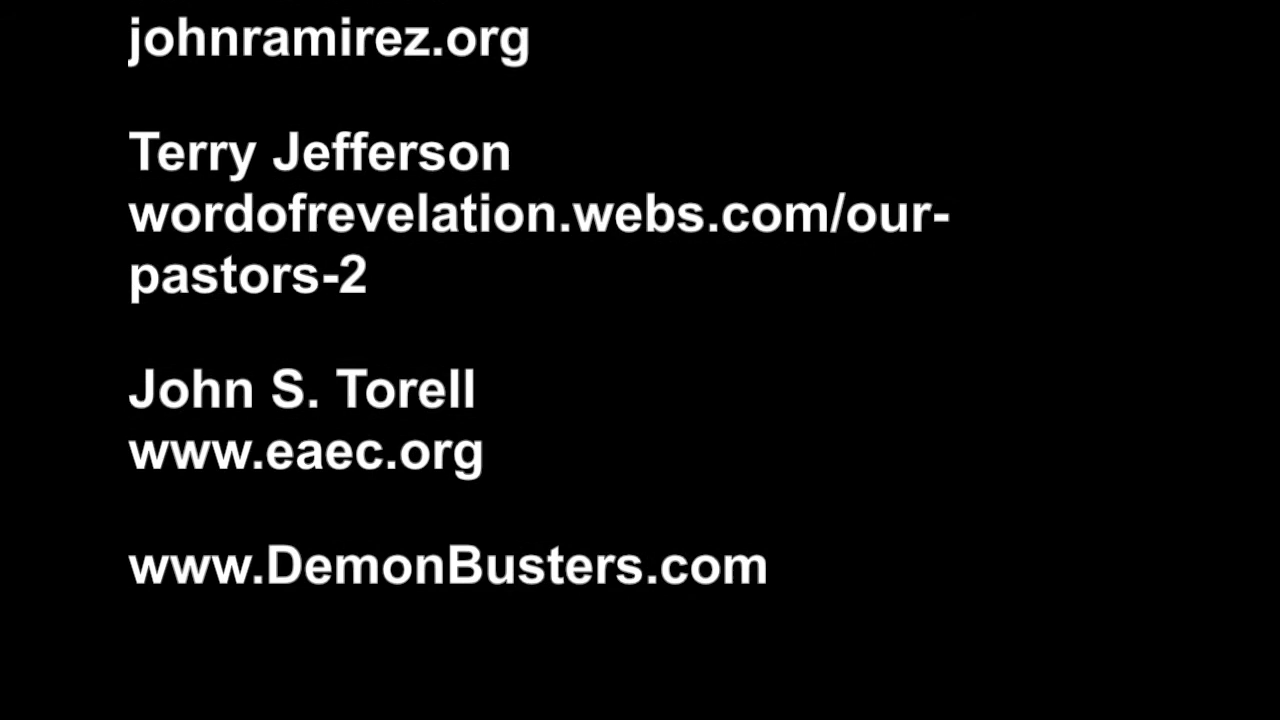 johnramirez.org
Terry Jefferson
wordofrevelation.webs.com/our-
pastors-2
John S. Torell
www.eaec.org
www.DemonBusters.com